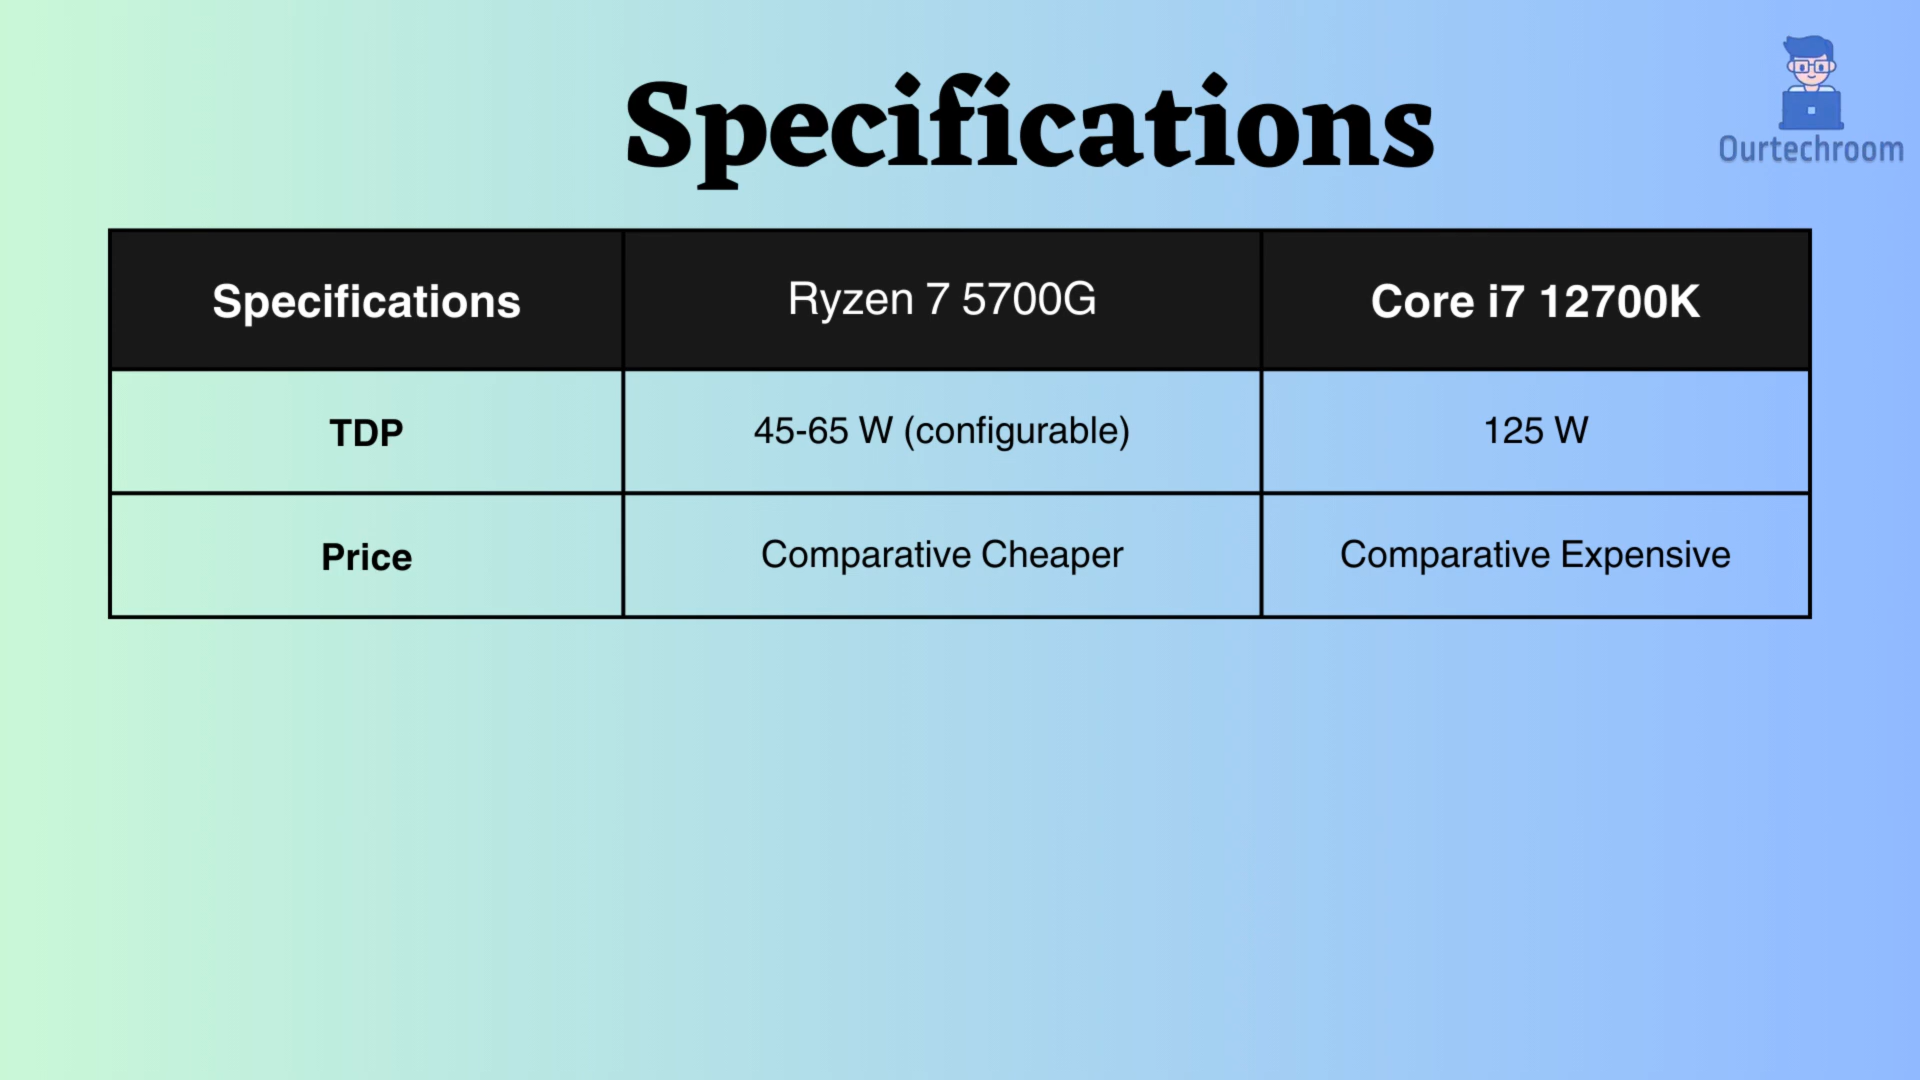 Specifications
Ourtechroom
Specifications Ryzen 7 5700G Core i7 12700K
TDP 45-65 W (configurable) 125 W
Price Comparative Cheaper Comparative Expensive